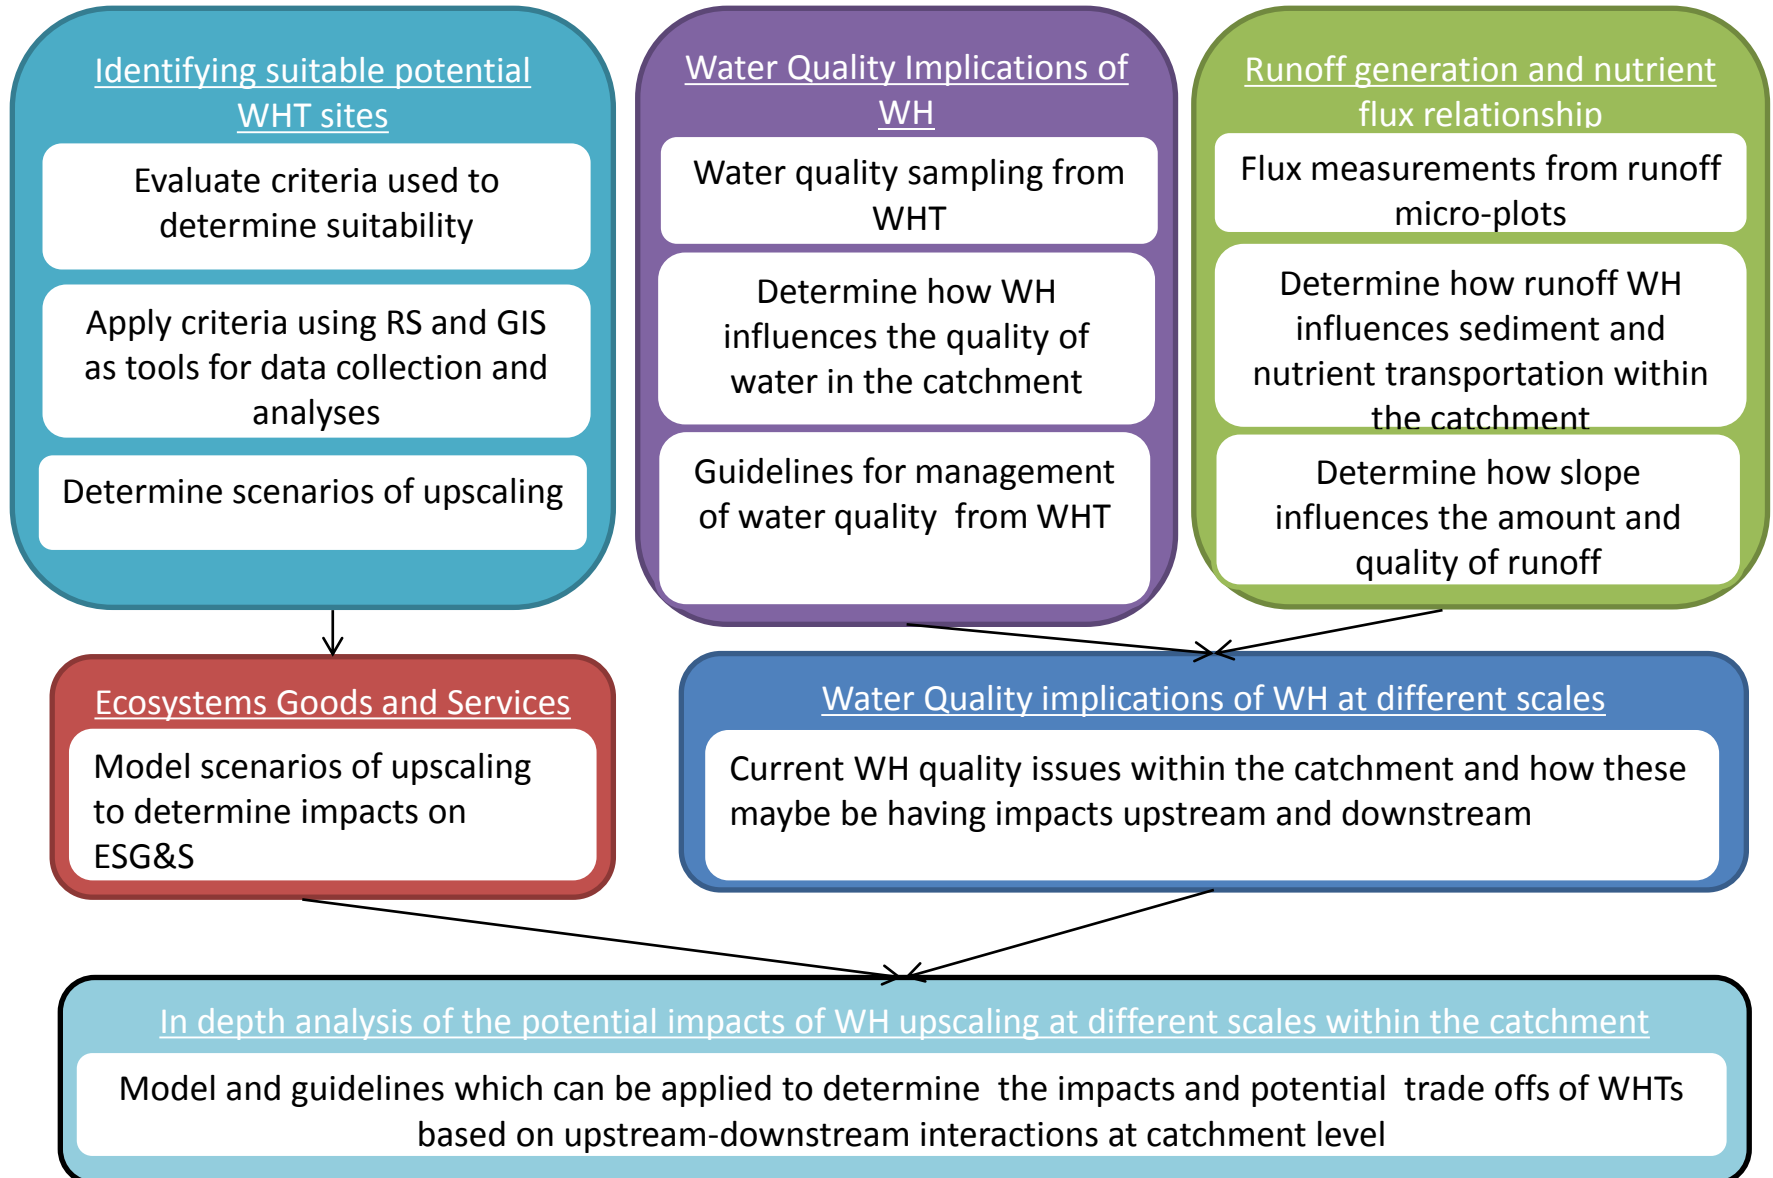 Identifying suitable potential
WHT sites
Evaluate criteria used to
determine suitability
Apply criteria using RS and GIS
as tools for data collection and
analyses
Determine scenarios of upscaling
Water Quality Implications of
WH
Water quality sampling from
WHT
Determine how WH
influences the quality of
water in the catchment
Guidelines for management
of water quality  from WHT
Runoff generation and nutrient
flux relationship
Flux measurements from runoff
micro-plots
Determine how runoff WH
influences sediment and
nutrient transportation within
the catchment
Determine how slope
influences the amount and
quality of runoff
Ecosystems Goods and Services
Model scenarios of upscaling
to determine impacts on
ESG&S
Water Quality implications of WH at different scales
Current WH quality issues within the catchment and how these
maybe be having impacts upstream and downstream
In depth analysis of the potential impacts of WH upscaling at different scales within the catchment
Model and guidelines which can be applied to determine  the impacts and potential  trade offs of WHTs
based on upstream-downstream interactions at catchment level